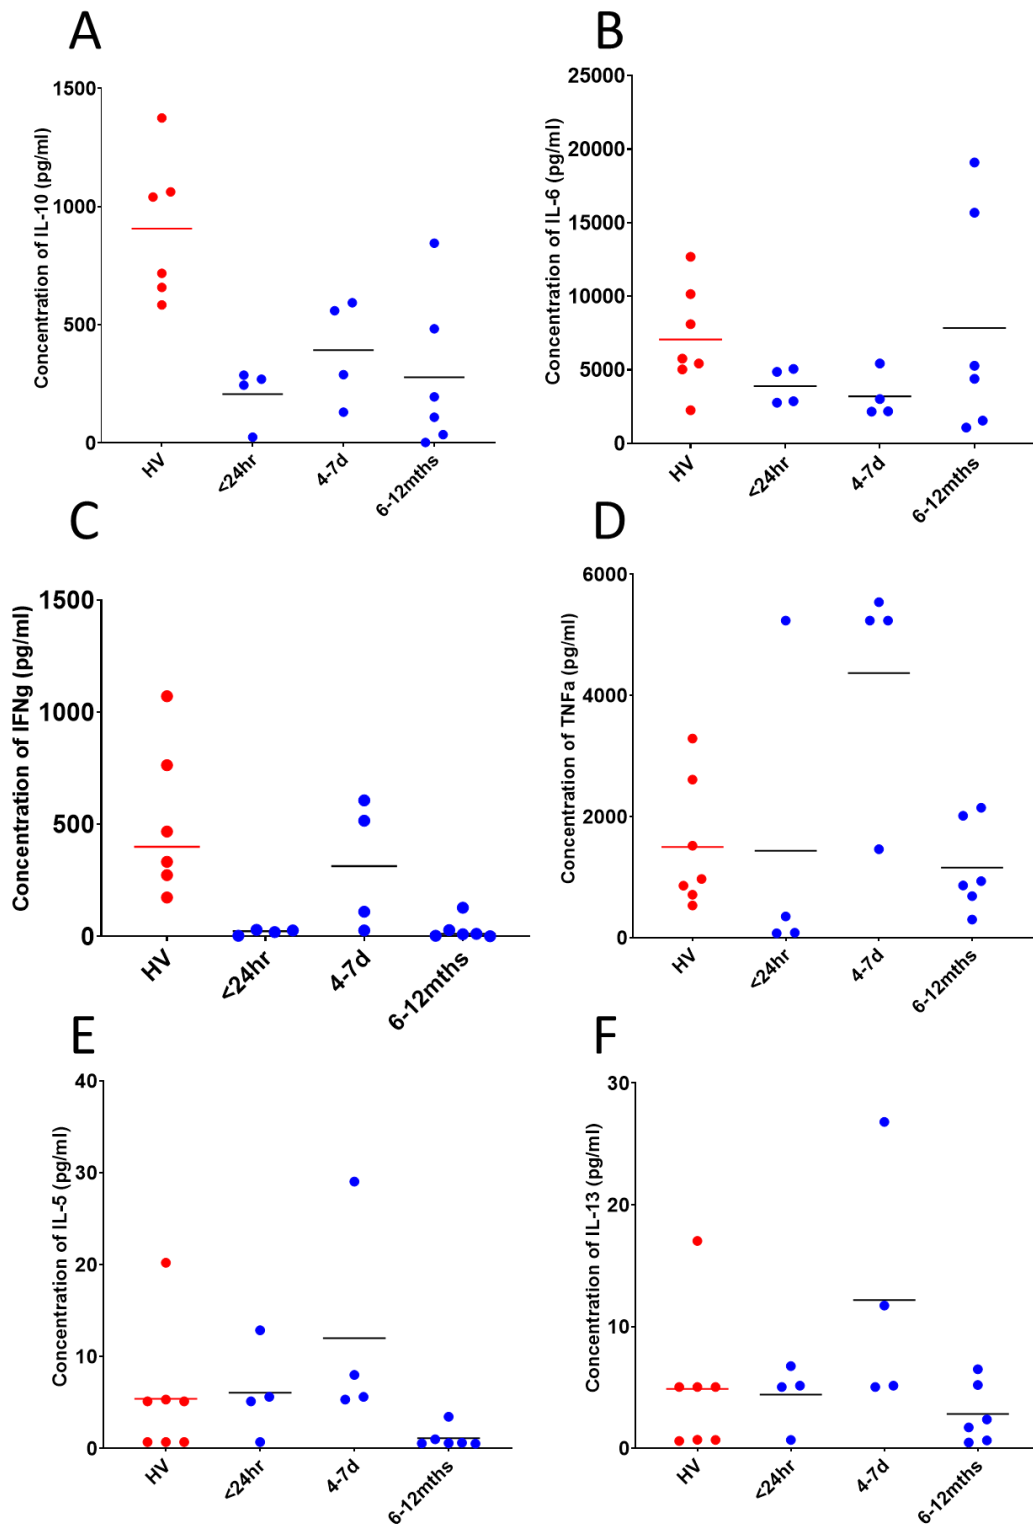 A
Concentration of IL-10 (pg/ml)
1500
1000
500
0
HV
<24hr
4-7d
6-12mths
B
Concentration of IL-6 (pg/ml)
25000
20000
15000
10000
5000
0
HV
<24hr
4-7d
6-12mths
C
Concentration of IFNg (pg/ml)
1500
1000
500
0
HV
<24hr
4-7d
6-12mths
D
Concentration of TNFa (pg/ml)
6000
4000
2000
0
HV
<24hr
4-7d
6-12mths
E
Concentration of IL-5 (pg/ml)
40
30
20
10
0
HV
<24hr
4-7d
6-12mths
F
Concentration of IL-13 (pg/ml)
30
20
10
0
HV
<24hr
4-7d
6-12mths